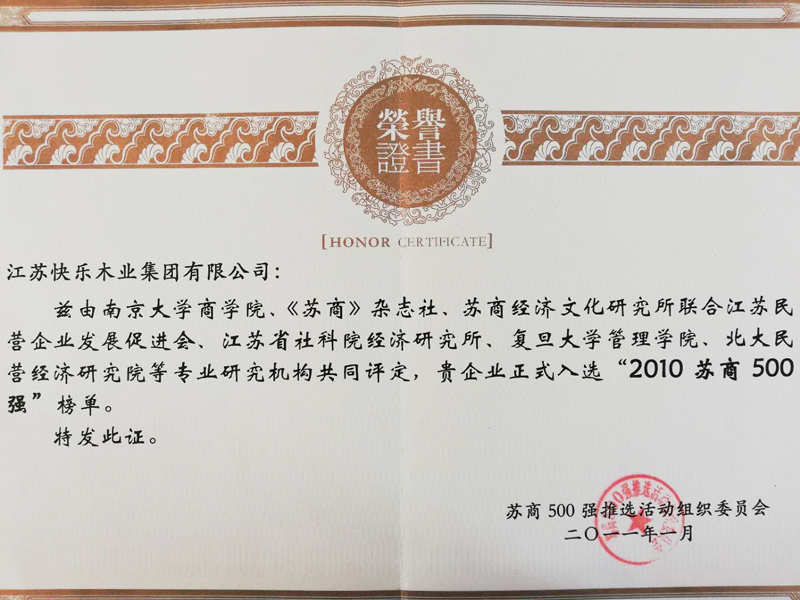 榮譽
證書
[HONOR CERTIFICATE]
江苏快乐木业集团有限公司：
兹由南京大学商学院、《苏商》杂志社、苏商经济文化研究所联合江苏民
营企业发展促进会、江苏省社科院经济研究所、复旦大学管理学院、北大民
营经济研究院等专业研究机构共同评定，贵企业正式入选“2010 苏商 500
强”榜单。
特发此证。
苏商 500 强推选活动组织委员会
二〇一一年一月